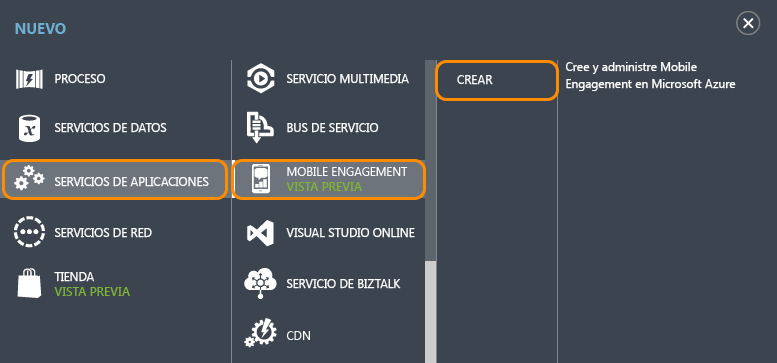 NUEVO
PROCESO
SERVICIOS DE DATOS
SERVICIOS DE APLICACIONES
SERVICIOS DE RED
TIENDA
VISTA PREVIA
SERVICIO MULTIMEDIA
BUS DE SERVICIO
MOBILE ENGAGEMENT
VISTA PREVIA
VISUAL STUDIO ONLINE
SERVICIO DE BIZTALK
CDN
CREAR
Cree y administre Mobile
Engagement en Microsoft Azure